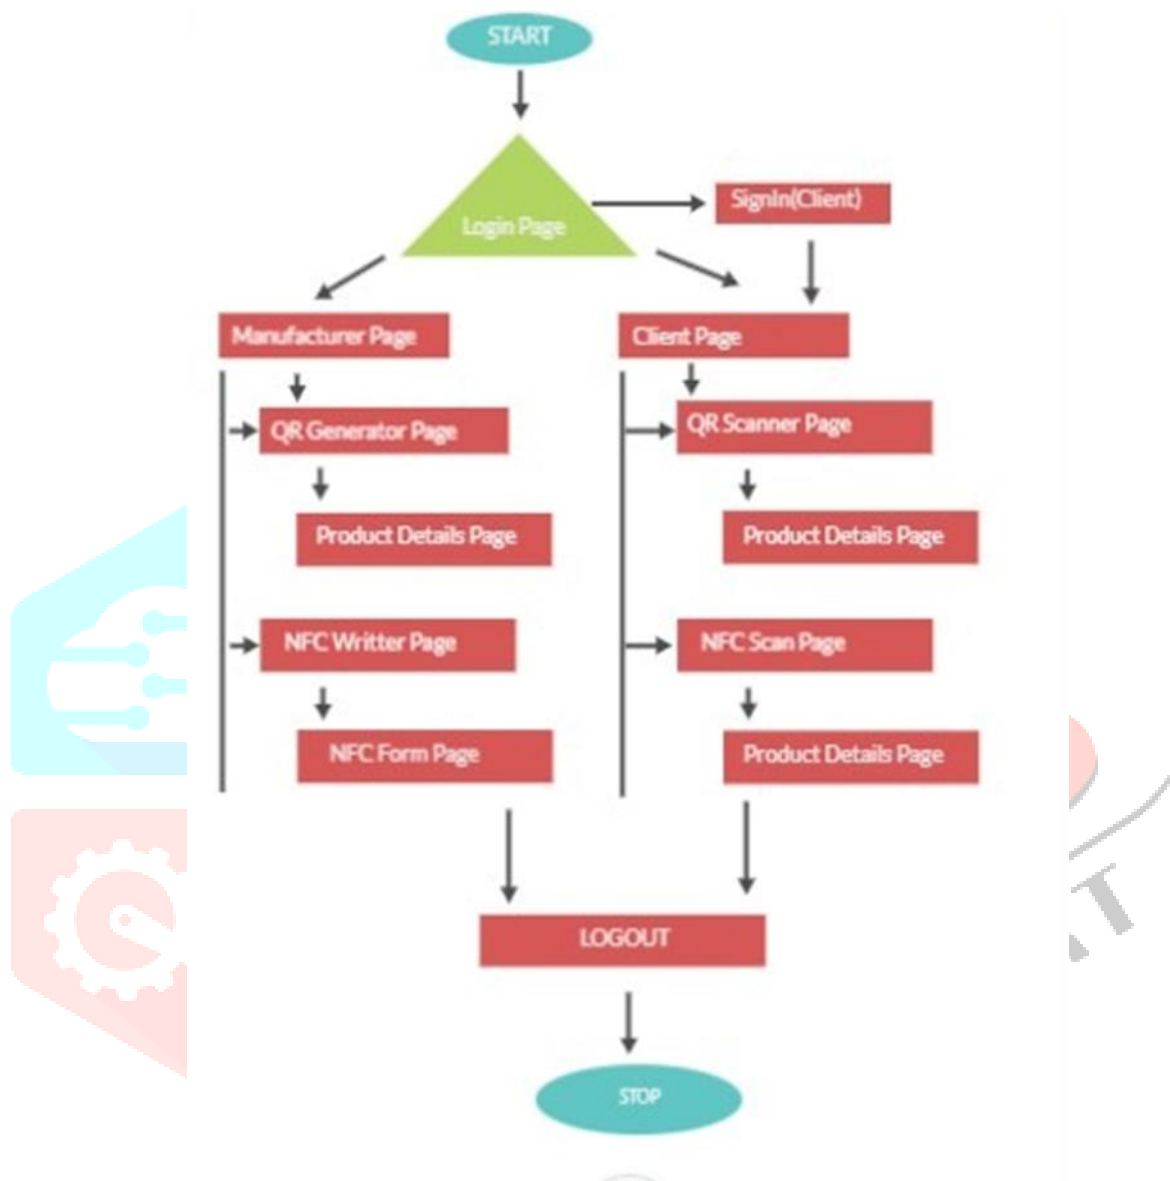 START
Login Page
SignIn(Client)
Manufacturer Page
Client Page
QR Generator Page
QR Scanner Page
Product Details Page
Product Details Page
NFC Writter Page
NFC Scan Page
NFC Form Page
Product Details Page
LOGOUT
STOP